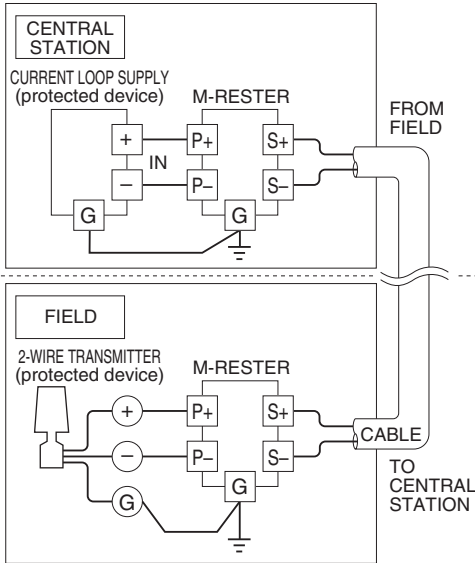 CENTRAL
STATION
CURRENT LOOP SUPPLY
(protected device)
M-RESTER
FROM
FIELD
+
IN
−
G
P+
P−
S+
S−
G
FIELD
2-WIRE TRANSMITTER
(protected device)
M-RESTER
+
−
G
P+
P−
S+
S−
G
CABLE
TO
CENTRAL
STATION